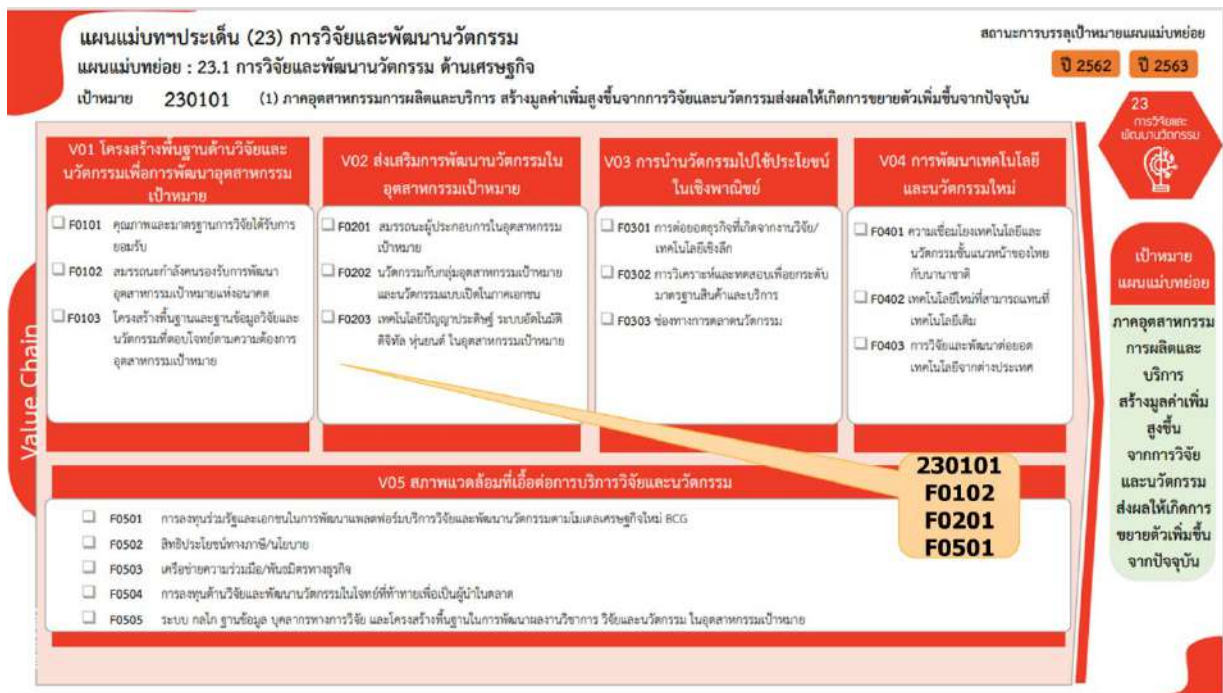 แผนแม่บทฯประเด็น (23) การวิจัยและพัฒนานวัตกรรม
แผนแม่บทย่อย : 23.1 การวิจัยและพัฒนานวัตกรรม ด้านเศรษฐกิจ
เป้าหมาย 230101 (1) ภาคอุตสาหกรรมการผลิตและบริการ สร้างมูลค่าเพิ่มสูงขึ้นจากการวิจัยและนวัตกรรมส่งผลให้เกิดการขยายตัวเพิ่มขึ้นจากปัจจุบัน
สถานะการบรรลุเป้าหมายแผนแม่บทย่อย
ปี 2562 ปี 2563
23
การวิจัยและ
พัฒนานวัตกรรม
Value Chain
V01 โครงสร้างพื้นฐานด้านวิจัยและ
นวัตกรรมเพื่อการพัฒนาอุตสาหกรรม
เป้าหมาย
F0101 คุณภาพและมาตรฐานการวิจัยได้รับการ
ยอมรับ
F0102 สมรรถนะกำลังคนรองรับการพัฒนา
อุตสาหกรรมเป้าหมายแห่งอนาคต
F0103 โครงสร้างพื้นฐานและฐานข้อมูลวิจัยและ
นวัตกรรมที่ตอบโจทย์ตามความต้องการ
อุตสาหกรรมเป้าหมาย
V02 ส่งเสริมการพัฒนานวัตกรรมใน
อุตสาหกรรมเป้าหมาย
F0201 สมรรถนะผู้ประกอบการในอุตสาหกรรม
เป้าหมาย
F0202 นวัตกรรมกับกลุ่มอุตสาหกรรมเป้าหมาย
และนวัตกรรมแบบเปิดในภาคเอกชน
F0203 เทคโนโลยีปัญญาประดิษฐ์ ระบบอัตโนมัติ
ดิจิทัล หุ่นยนต์ ในอุตสาหกรรมเป้าหมาย
V03 การนำนวัตกรรมไปใช้ประโยชน์
ในเชิงพาณิชย์
F0301 การต่อยอดธุรกิจที่เกิดจากงานวิจัย/
เทคโนโลยีเชิงลึก
F0302 การวิเคราะห์และทดสอบเพื่อยกระดับ
มาตรฐานสินค้าและบริการ
F0303 ช่องทางการตลาดนวัตกรรม
V04 การพัฒนาเทคโนโลยี
และนวัตกรรมใหม่
F0401 ความเชื่อมโยงเทคโนโลยีและ
นวัตกรรมชั้นแนวหน้าของไทย
กับนานาชาติ
F0402 เทคโนโลยีใหม่ที่สามารถแทนที่
เทคโนโลยีเดิม
F0403 การวิจัยและพัฒนาต่อยอด
เทคโนโลยีจากต่างประเทศ
V05 สภาพแวดล้อมที่เอื้อต่อการบริการวิจัยและนวัตกรรม
F0501 การลงทุนร่วมรัฐและเอกชนในการพัฒนาแพลตฟอร์มบริการวิจัยและพัฒนานวัตกรรมตามโมเดลเศรษฐกิจใหม่ BCG
F0502 สิทธิประโยชน์ทางภาษี/นโยบาย
F0503 เครือข่ายความร่วมมือ/พันธมิตรทางธุรกิจ
F0504 การลงทุนด้านวิจัยและพัฒนานวัตกรรมในโจทย์ที่ท้าทายเพื่อเป็นผู้นำในตลาด
F0505 ระบบ กลไก ฐานข้อมูล บุคลากรทางการวิจัย และโครงสร้างพื้นฐานในการพัฒนาผลงานวิชาการ วิจัยและนวัตกรรม ในอุตสาหกรรมเป้าหมาย
230101
F0102
F0201
F0501
เป้าหมาย
แผนแม่บทย่อย
ภาคอุตสาหกรรม
การผลิตและ
บริการ
สร้างมูลค่าเพิ่ม
สูงขึ้น
จากการวิจัย
และนวัตกรรม
ส่งผลให้เกิดการ
ขยายตัวเพิ่มขึ้น
จากปัจจุบัน